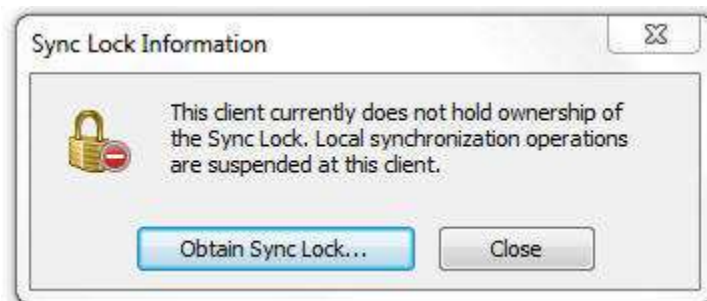 Sync Lock Information
This client currently does not hold ownership of
the Sync Lock. Local synchronization operations
are suspended at this client.
Obtain Sync Lock...
Close